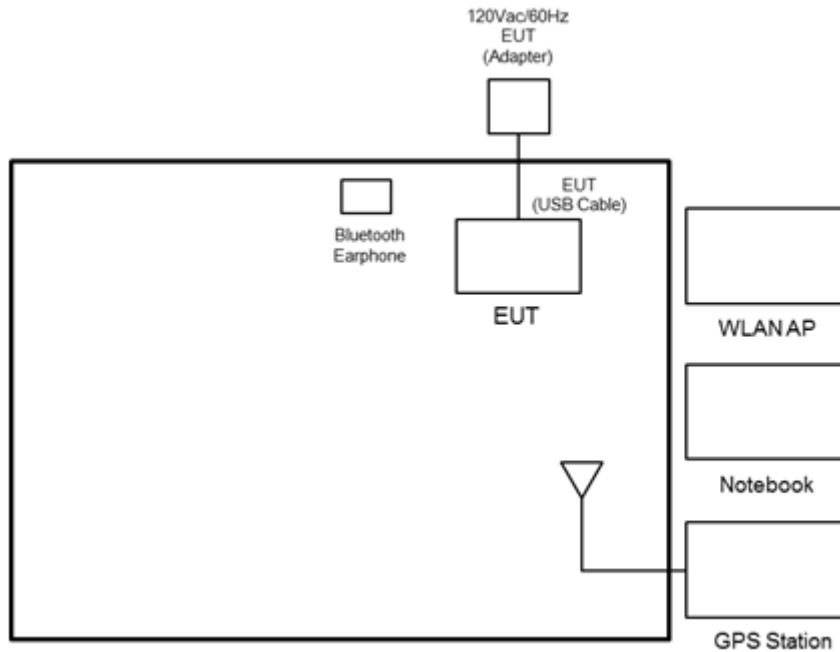 120Vac/60Hz
EUT
(Adapter)
EUT
(USB Cable)
Bluetooth
Earphone
EUT
WLAN AP
Notebook
GPS Station